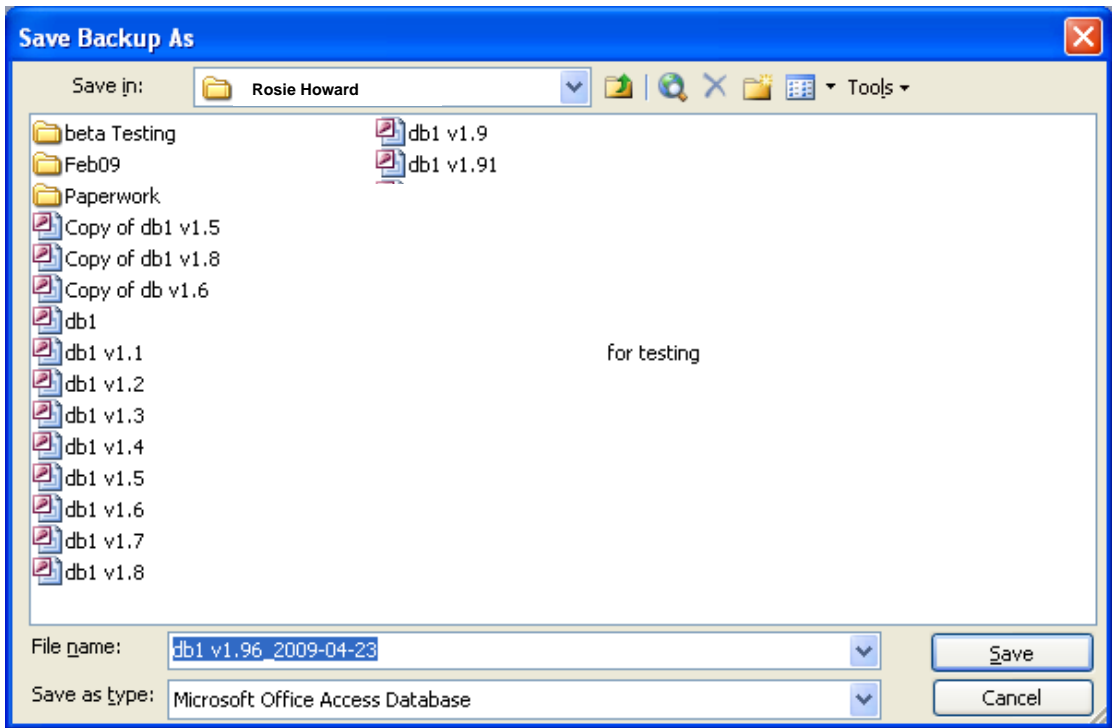 Save Backup As
Save in:
Rosie Howard
Tools
beta Testing
Feb09
Paperwork
Copy of db1 v1.5
Copy of db1 v1.8
Copy of db v1.6
db1
db1 v1.1
db1 v1.2
db1 v1.3
db1 v1.4
db1 v1.5
db1 v1.6
db1 v1.7
db1 v1.8
db1 v1.9
db1 v1.91
for testing
File name:
db1 v1.96_2009-04-23
Save
Save as type:
Microsoft Office Access Database
Cancel